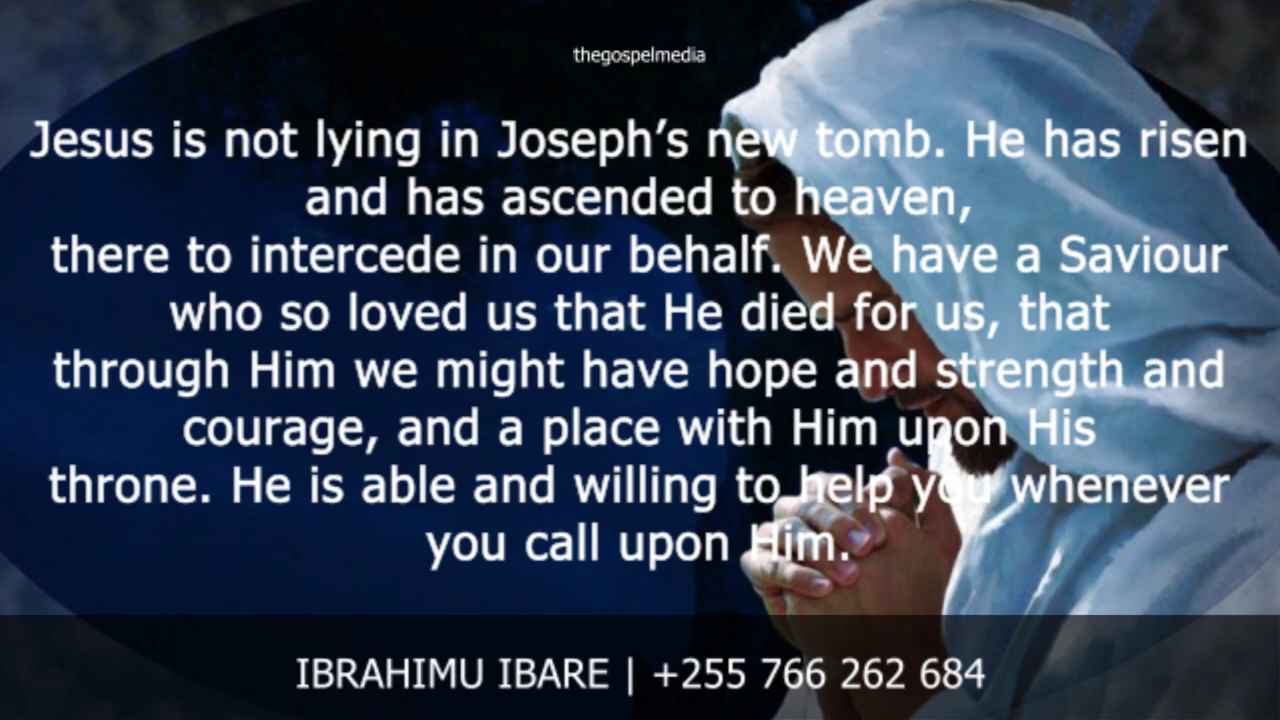 thegospelmedia
Jesus is not lying in Joseph’s new tomb. He has risen
and has ascended to heaven,
there to intercede in our behalf. We have a Saviour
who so loved us that He died for us, that
through Him we might have hope and strength and
courage, and a place with Him upon His
throne. He is able and willing to help you whenever
you call upon Him.
IBRAHIMU IBARE | +255 766 262 684